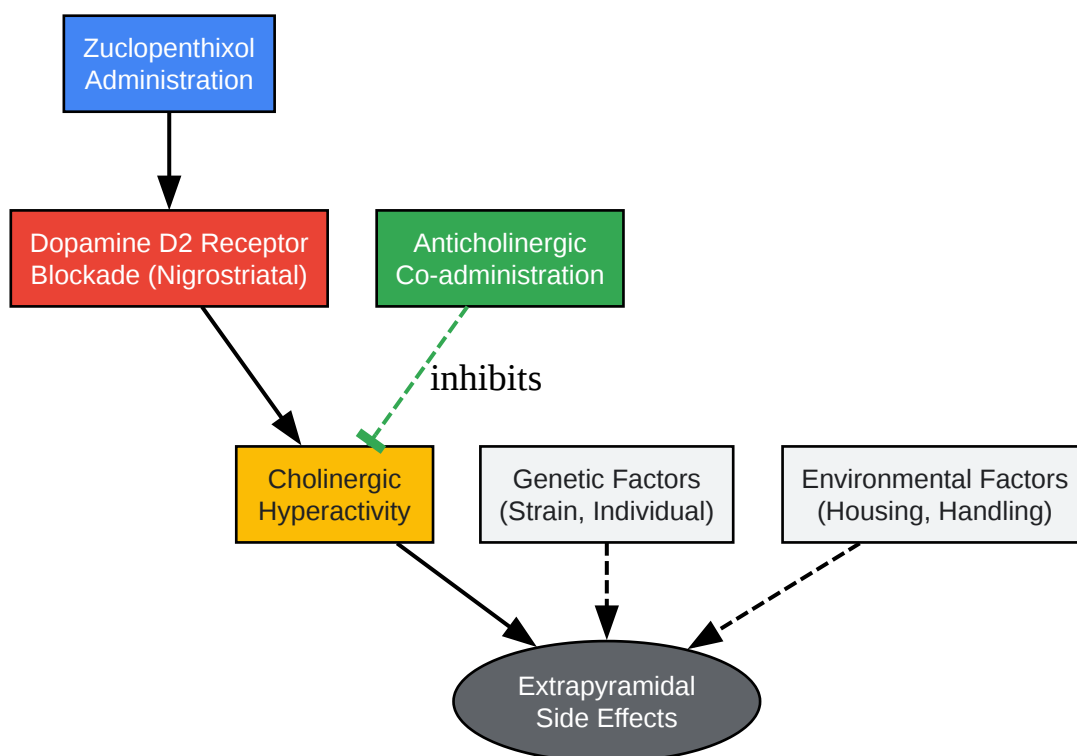 Zuclopenthixol
Administration
Dopamine D2 Receptor
Blockade (Nigrostriatal)
Anticholinergic
Co-administration
inhibits
Cholinergic
Hyperactivity
Genetic Factors
(Strain, Individual)
Environmental Factors
(Housing, Handling)
Extrapyramidal
Side Effects